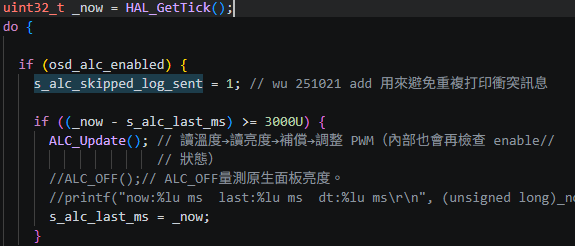 uint32_t _now = HAL_GetTick();
do {
if (osd_alc_enabled) {
s_alc_skipped_log_sent = 1; // wu 251021 add 用來避免重複打印衝突訊息
if ((_now - s_alc_last_ms) >= 3000U) {
ALC_Update(); // 讀溫度→讀亮度→補償→調整 PWM（內部也會再檢查 enable//
// 狀態）
//ALC_OFF();// ALC_OFF量測原生面板亮度。
//printf("now:%lu ms  last:%lu ms  dt:%lu ms\r\n", (unsigned long)_no
s_alc_last_ms = _now;
}